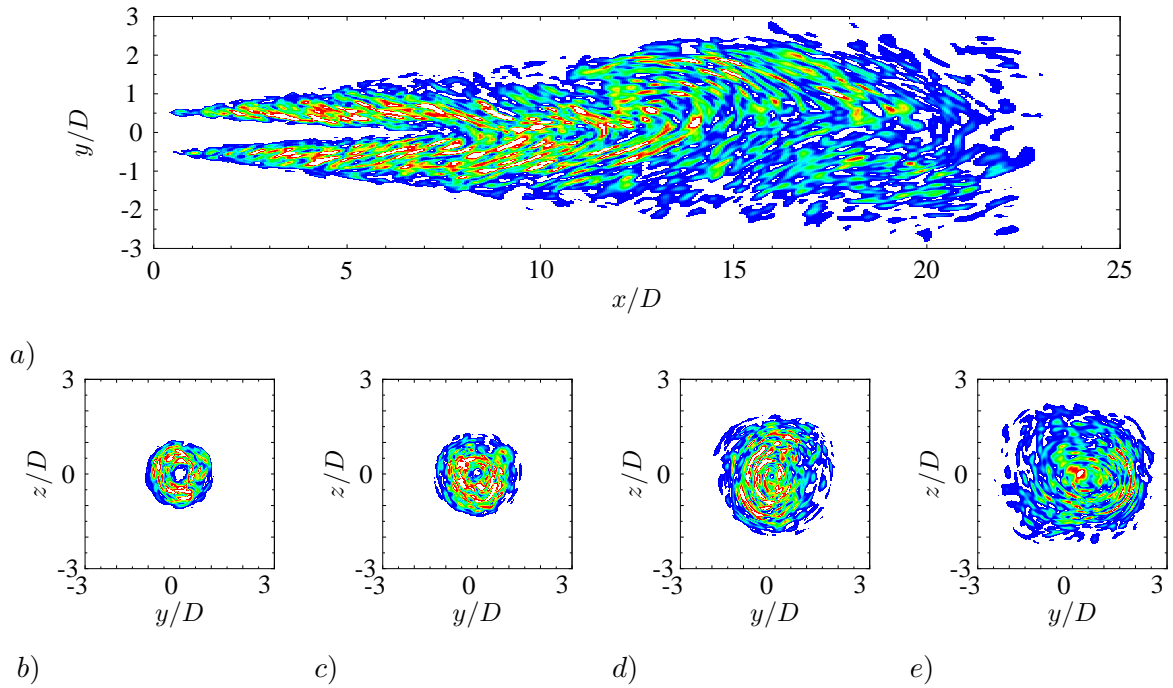 3
2
1
0
-1
-2
-3
y/D
0 5 10 15 20 25
x/D
a)
3 3 3 3
z/D z/D z/D z/D
0 0 0 0
-3 -3 -3 -3
-3 0 3 -3 0 3 -3 0 3 -3 0 3
y/D y/D y/D y/D
b) c) d) e)